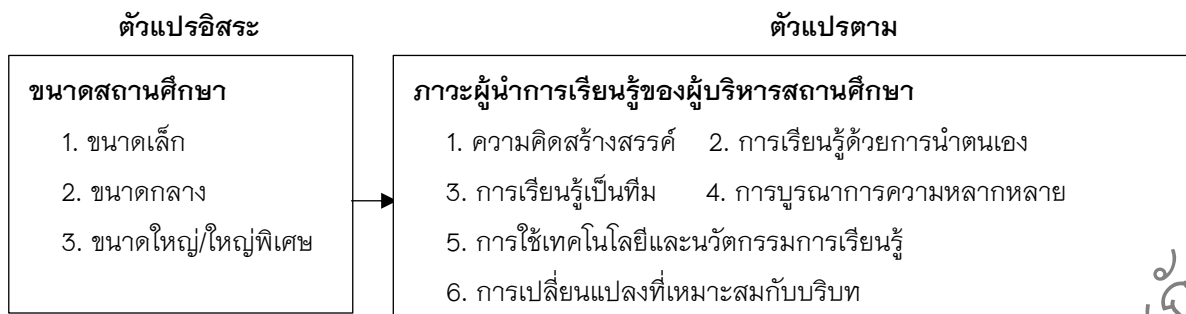 ตัวแปรอิสระ
ขนาดสถานศึกษา
1. ขนาดเล็ก
2. ขนาดกลาง
3. ขนาดใหญ่/ใหญ่พิเศษ
ตัวแปรตาม
ภาวะผู้นำการเรียนรู้ของผู้บริหารสถานศึกษา
1. ความคิดสร้างสรรค์ 2. การเรียนรู้ด้วยการนำตนเอง
3. การเรียนรู้เป็นทีม 4. การบูรณาการความหลากหลาย
5. การใช้เทคโนโลยีและนวัตกรรมการเรียนรู้
6. การเปลี่ยนแปลงที่เหมาะสมกับบริบท